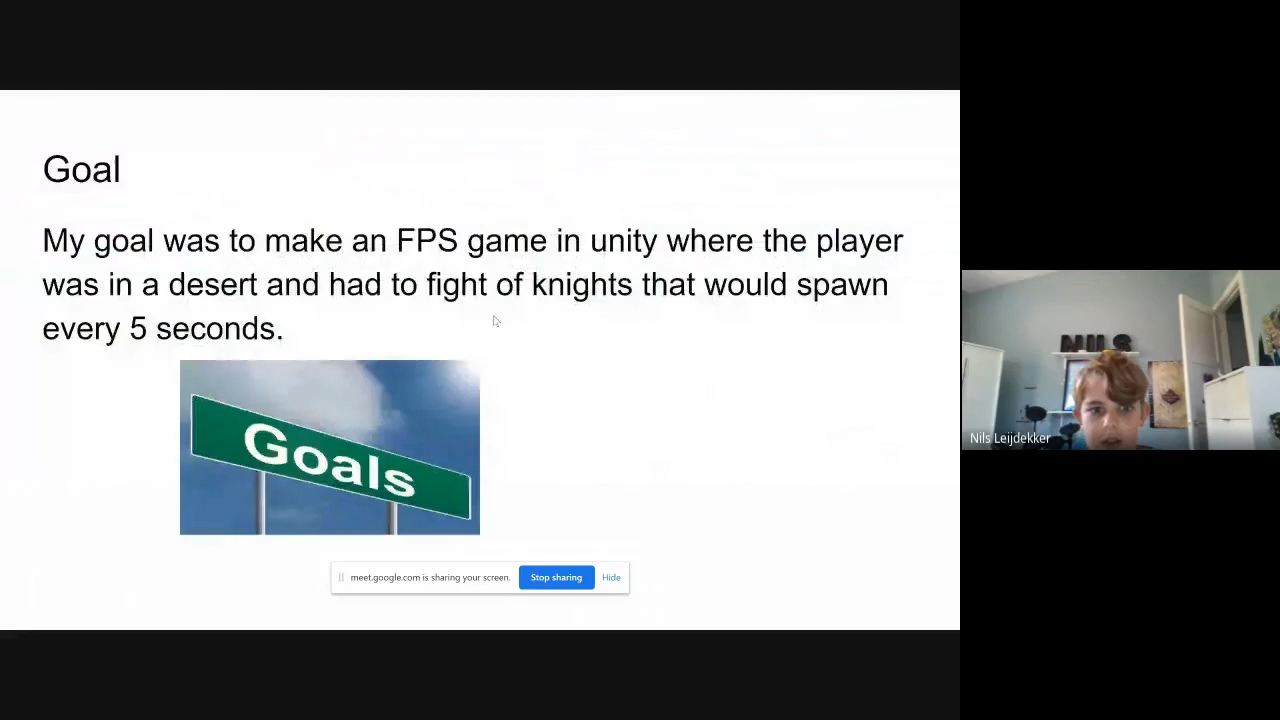 Goal
My goal was to make an FPS game in unity where the player
was in a desert and had to fight of knights that would spawn
every 5 seconds.
Goals
meet.google.com is sharing your screen.
Stop sharing
Hide
NILS
Nils Leijdekker